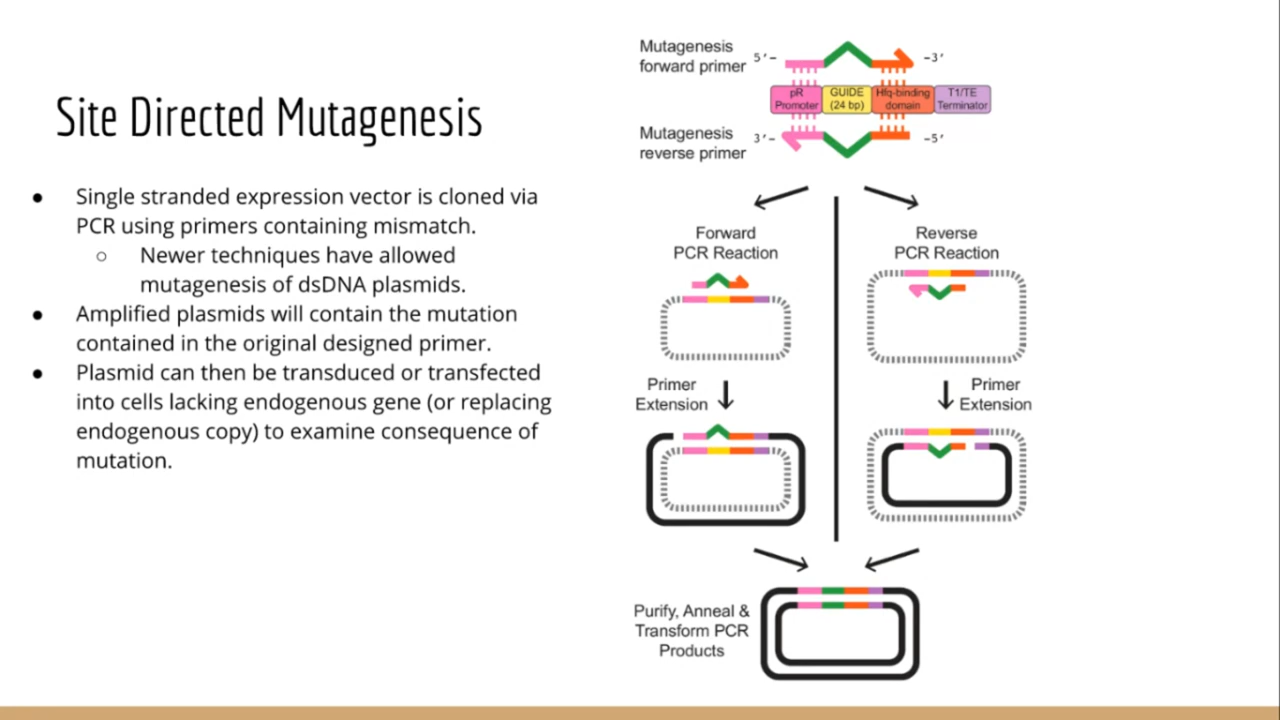 Site Directed Mutagenesis
● Single stranded expression vector is cloned via
PCR using primers containing mismatch.
○ Newer techniques have allowed
mutagenesis of dsDNA plasmids.
● Amplified plasmids will contain the mutation
contained in the original designed primer.
● Plasmid can then be transduced or transfected
into cells lacking endogenous gene (or replacing
endogenous copy) to examine consequence of
mutation.
Mutagenesis
forward primer
5’– –3’
pR
Promoter
GUIDE
(24 bp)
Hfq-binding
domain
T1/TE
Terminator
Mutagenesis
reverse primer
3’– –5’
Forward
PCR Reaction
Reverse
PCR Reaction
Primer
Extension
Primer
Extension
Purify, Anneal &
Transform PCR
Products